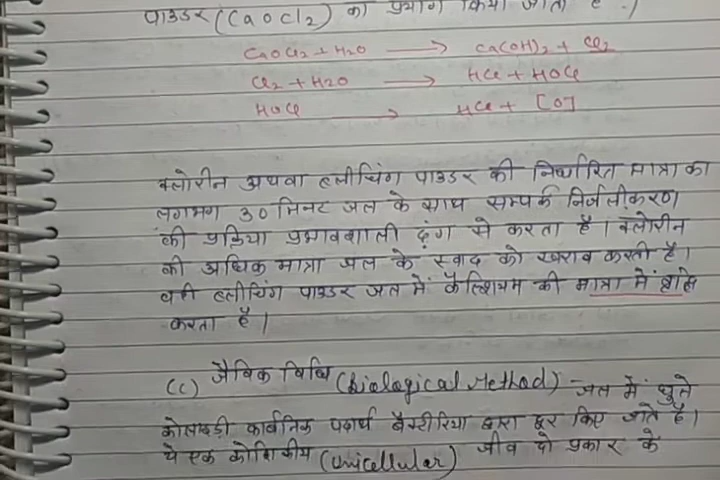 पाउडर (CaOCl2) का प्रयोग किया जाता है।
CaOCl2 + H2O ⟶ Ca(OH)2 + Cl2
Cl2 + H2O ⟶ HCl + HOCl
HOCl ⟶ HCl + [O]
क्लोरीन अथवा ब्लीचिंग पाउडर की निर्धारित मात्रा का
लगभग 30 मिनट जल के साथ सम्पर्क निर्जलीकरण
की प्रक्रिया प्रभावशाली ढ़ंग से करता है। क्लोरीन
की अधिक मात्रा जल के स्वाद को खराब करती है।
वही ब्लीचिंग पाउडर जल में कैल्शियम की मात्रा में वृद्धि
करता है।
(C) जैविक विधि (Biological Method) - जल में घुले
कोलाइडी कार्बनिक पदार्थ बैक्टीरिया द्वारा दूर किए जाते है।
ये एक कोशिकीय (Unicellular) जीव दो प्रकार के